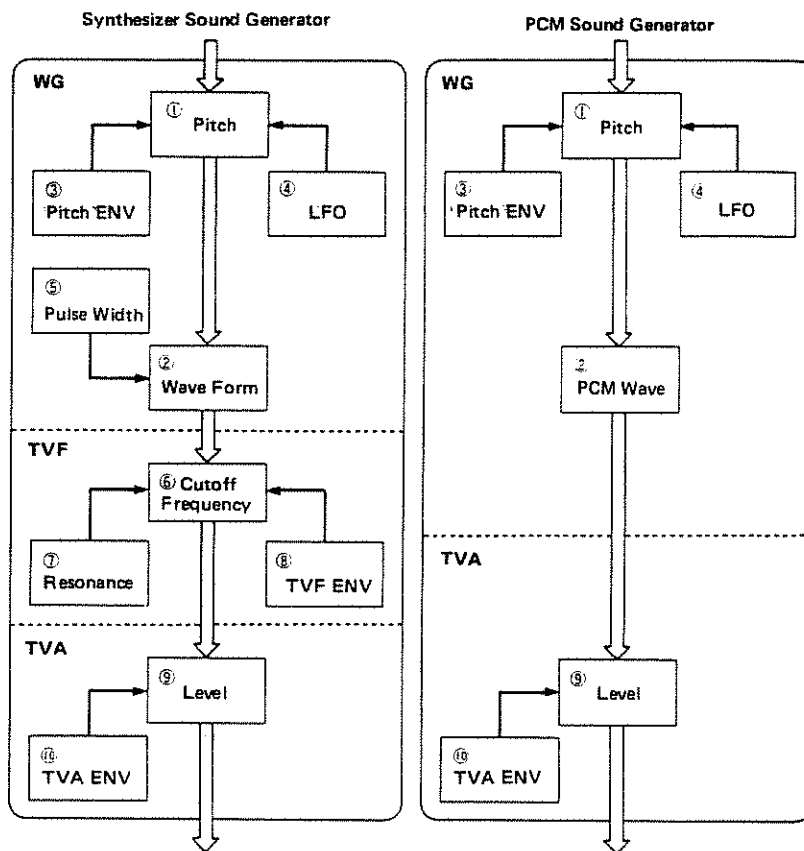 Synthesizer Sound Generator
WG
① Pitch
③ Pitch ENV
④ LFO
⑤ Pulse Width
② Wave Form
TVF
⑥ Cutoff
Frequency
⑦ Resonance
⑧ TVF ENV
TVA
⑨ Level
⑩ TVA ENV
PCM Sound Generator
WG
① Pitch
③ Pitch ENV
④ LFO
② PCM Wave
TVA
⑨ Level
⑩ TVA ENV